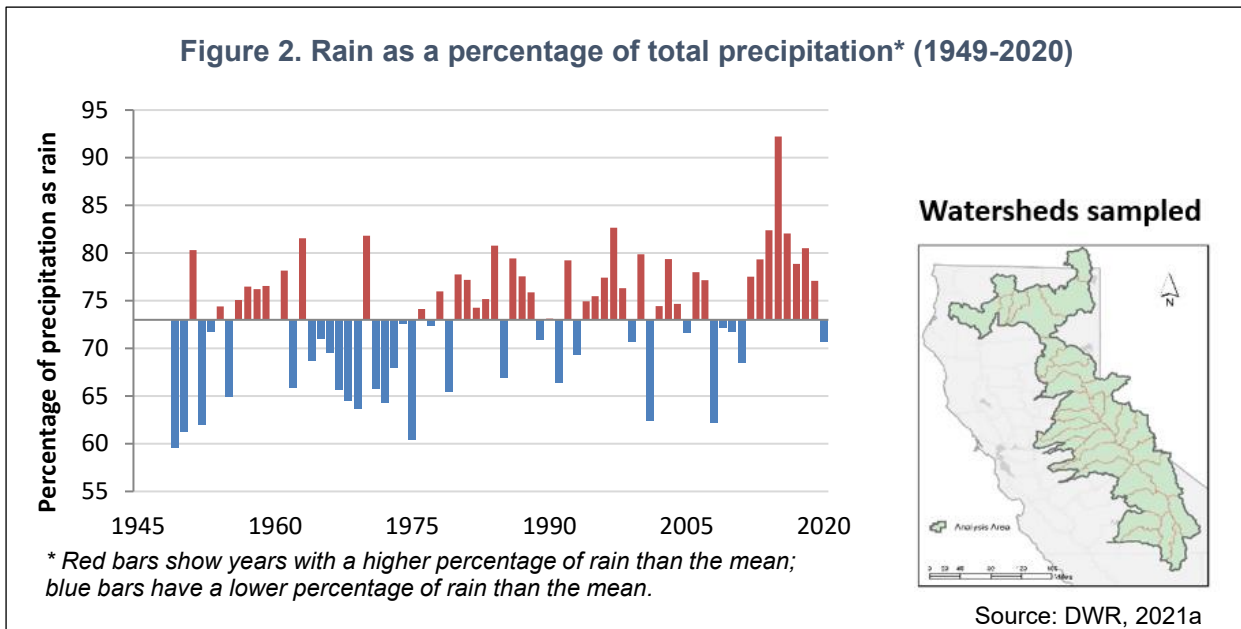 Figure 2. Rain as a percentage of total precipitation* (1949-2020)
Percentage of precipitation as rain
95
90
85
80
75
70
65
60
55
1945
1960
1975
1990
2005
2020
* Red bars show years with a higher percentage of rain than the mean;
blue bars have a lower percentage of rain than the mean.
Watersheds sampled
N
Analysis Area
Miles
Source: DWR, 2021a